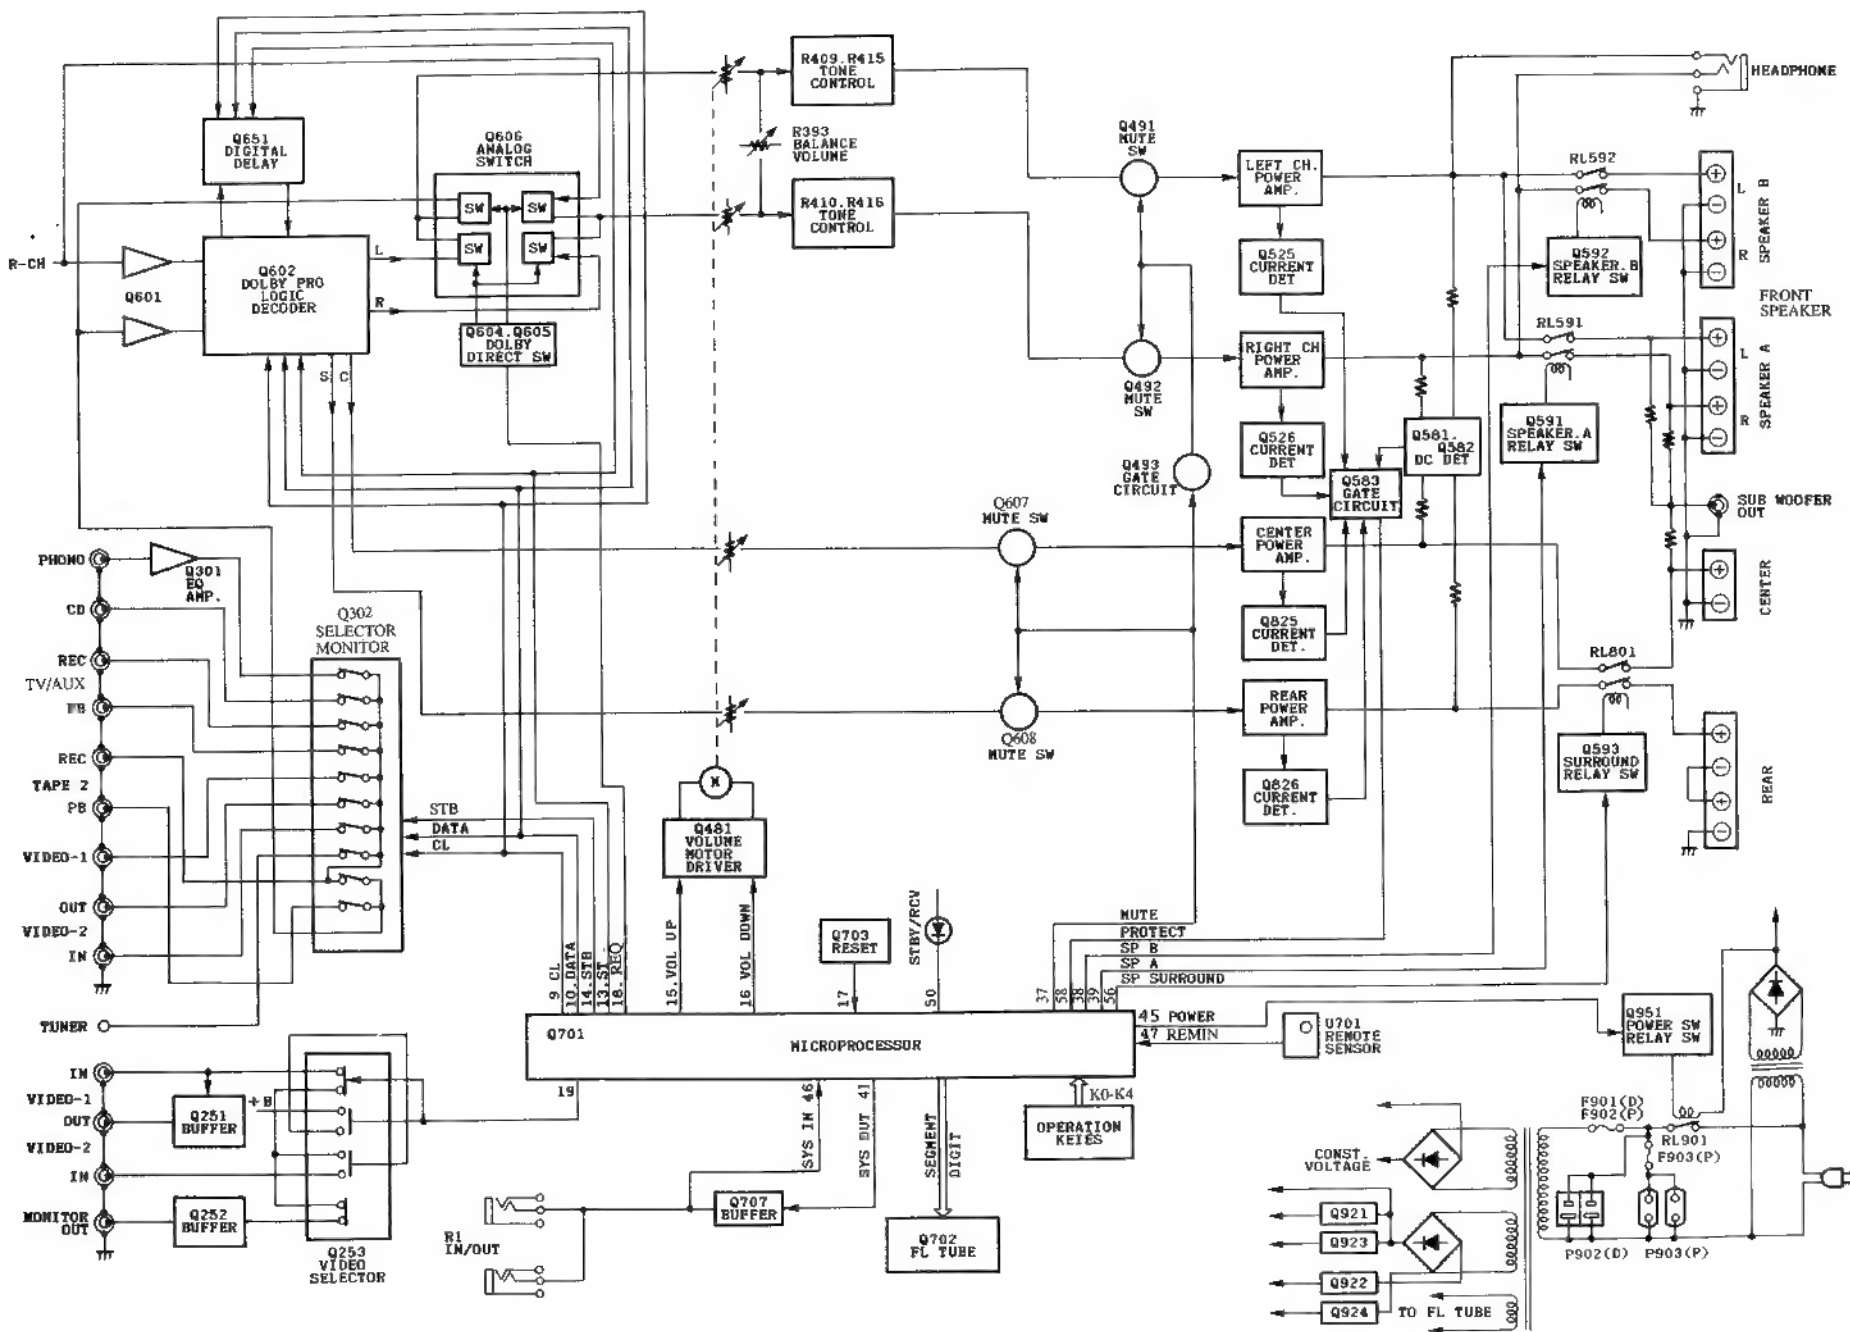 R409.R415
TONE
CONTROL
HEADPHONE
Q651
DIGITAL
DELAY
Q606
ANALOG
SWITCH
R393
BALANCE
VOLUME
Q491
MUTE
SW
LEFT CH.
POWER
AMP.
RL592
L
SPEAKER B
R
SW
SW
SW
SW
R410.R416
TONE
CONTROL
R-CH
Q601
Q602
DOLBY PRO
LOGIC
DECODER
L
R
Q604.Q605
DOLBY
DIRECT SW
Q525
CURRENT
DET
Q592
SPEAKER.B
RELAY SW
FRONT
SPEAKER
RL591
RIGHT CH
POWER
AMP.
Q492
MUTE
SW
L
SPEAKER A
R
S
C
Q526
CURRENT
DET
Q581.
Q582
DC DET
Q591
SPEAKER.A
RELAY SW
Q493
GATE
CIRCUIT
Q583
GATE
CIRCUIT
SUB WOOFER
OUT
Q607
MUTE SW
CENTER
POWER
AMP.
CENTER
PHONO
Q301
EQ
AMP.
CD
Q302
SELECTOR
MONITOR
Q825
CURRENT
DET.
REC
TV/AUX
PB
RL801
REAR
POWER
AMP.
Q608
MUTE SW
REC
TAPE 2
PB
Q593
SURROUND
RELAY SW
REAR
Q826
CURRENT
DET.
M
STB
DATA
CL
Q481
VOLUME
MOTOR
DRIVER
VIDEO-1
OUT
VIDEO-2
IN
9 CL
10.DATA
14.STB
13.ST
18.REQ
15.VOL UP
16 VOL DOWN
Q703
RESET
17
STBY/RCV
50
MUTE
PROTECT
SP B
SP A
SP SURROUND
37
58
38
39
56
TUNER
Q701
MICROPROCESSOR
45 POWER
47 REMIN
U701
REMOTE
SENSOR
Q951
POWER SW
RELAY SW
IN
VIDEO-1
OUT
VIDEO-2
IN
MONITOR
OUT
+B
Q251
BUFFER
Q252
BUFFER
Q253
VIDEO
SELECTOR
19
SYS IN 46
SYS OUT 41
SEGMENT
DIGIT
K0-K4
OPERATION
KEIES
F901(D)
F902(P)
RL901
F903(P)
CONST.
VOLTAGE
R1
IN/OUT
Q707
BUFFER
Q702
FL TUBE
Q921
Q923
Q922
Q924
TO FL TUBE
P902(D)
P903(P)